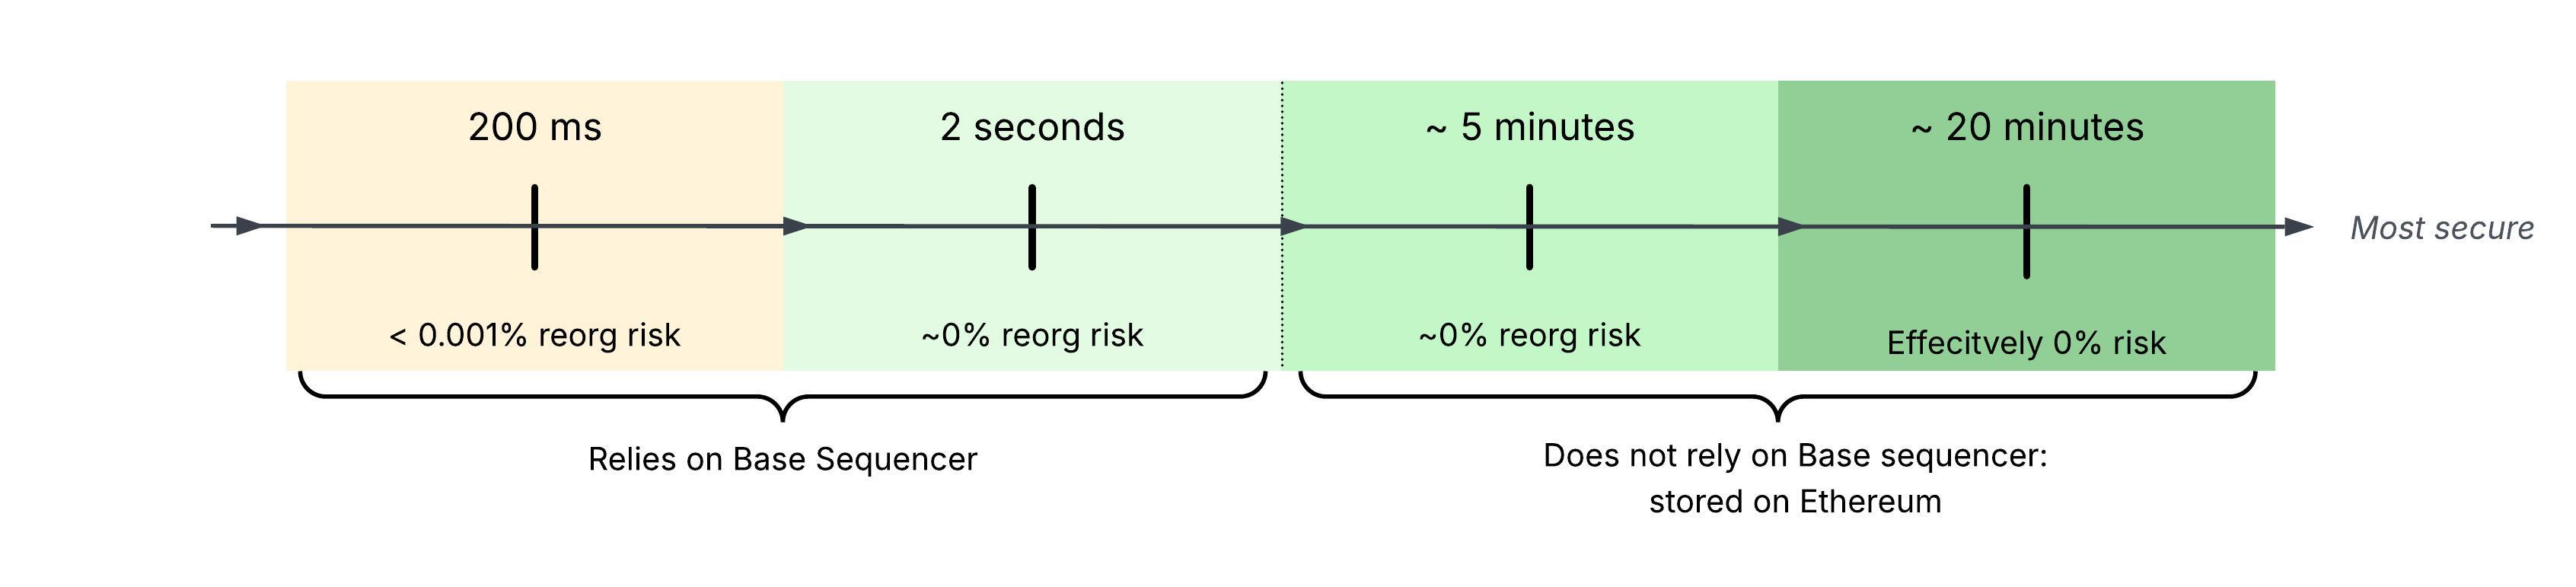 200 ms
2 seconds
~ 5 minutes
~ 20 minutes
Most secure
< 0.001% reorg risk
~0% reorg risk
~0% reorg risk
Effecitvely 0% risk
Relies on Base Sequencer
Does not rely on Base sequencer:
stored on Ethereum